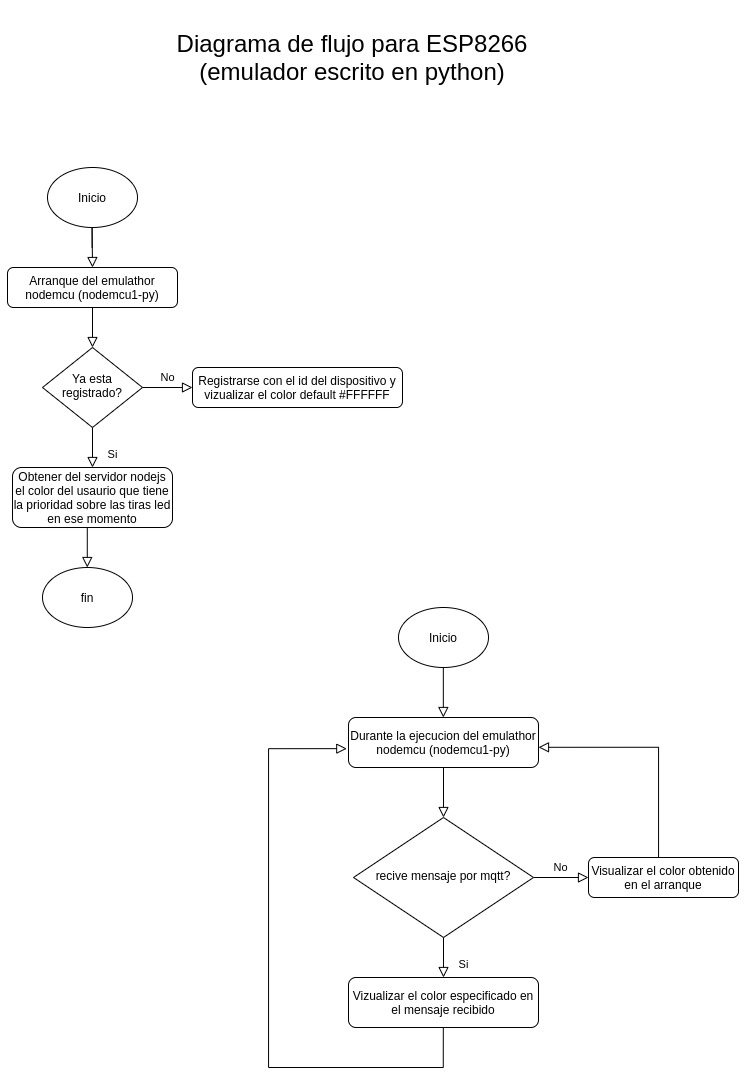 Diagrama de flujo para ESP8266
(emulador escrito en python)
Inicio
Arranque del emulathor
nodemcu (nodemcu1-py)
Ya esta
registrado?
No
Registrarse con el id del dispositivo y
vizualizar el color default #FFFFFF
Si
Obtener del servidor nodejs
el color del usaurio que tiene
la prioridad sobre las tiras led
en ese momento
fin
Inicio
Durante la ejecucion del emulathor
nodemcu (nodemcu1-py)
recive mensaje por mqtt?
No
Visualizar el color obtenido
en el arranque
Si
Vizualizar el color especificado en
el mensaje recibido